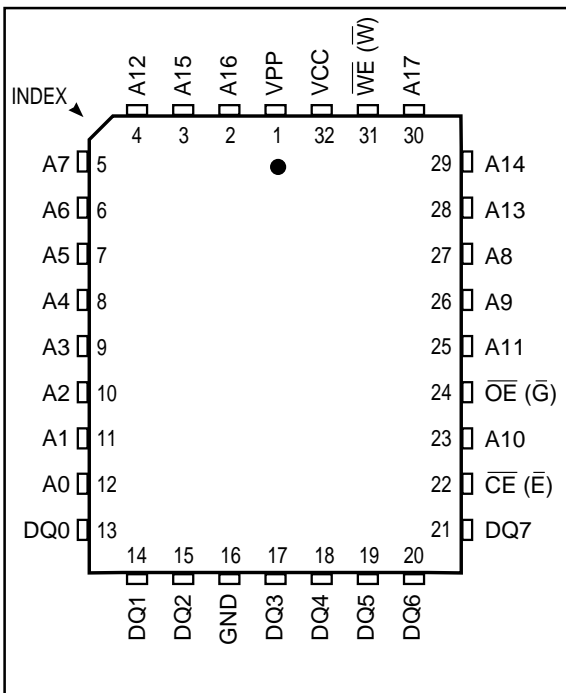 A12 A15 A16 VPP VCC W̅E̅ (W̅) A17
INDEX
4 3 2 1 32 31 30
A7 5 29 A14
A6 6 28 A13
A5 7 27 A8
A4 8 26 A9
A3 9 25 A11
A2 10 24 O̅E̅ (G̅)
A1 11 23 A10
A0 12 22 C̅E̅ (E̅)
DQ0 13 21 DQ7
14 15 16 17 18 19 20
DQ1 DQ2 GND DQ3 DQ4 DQ5 DQ6